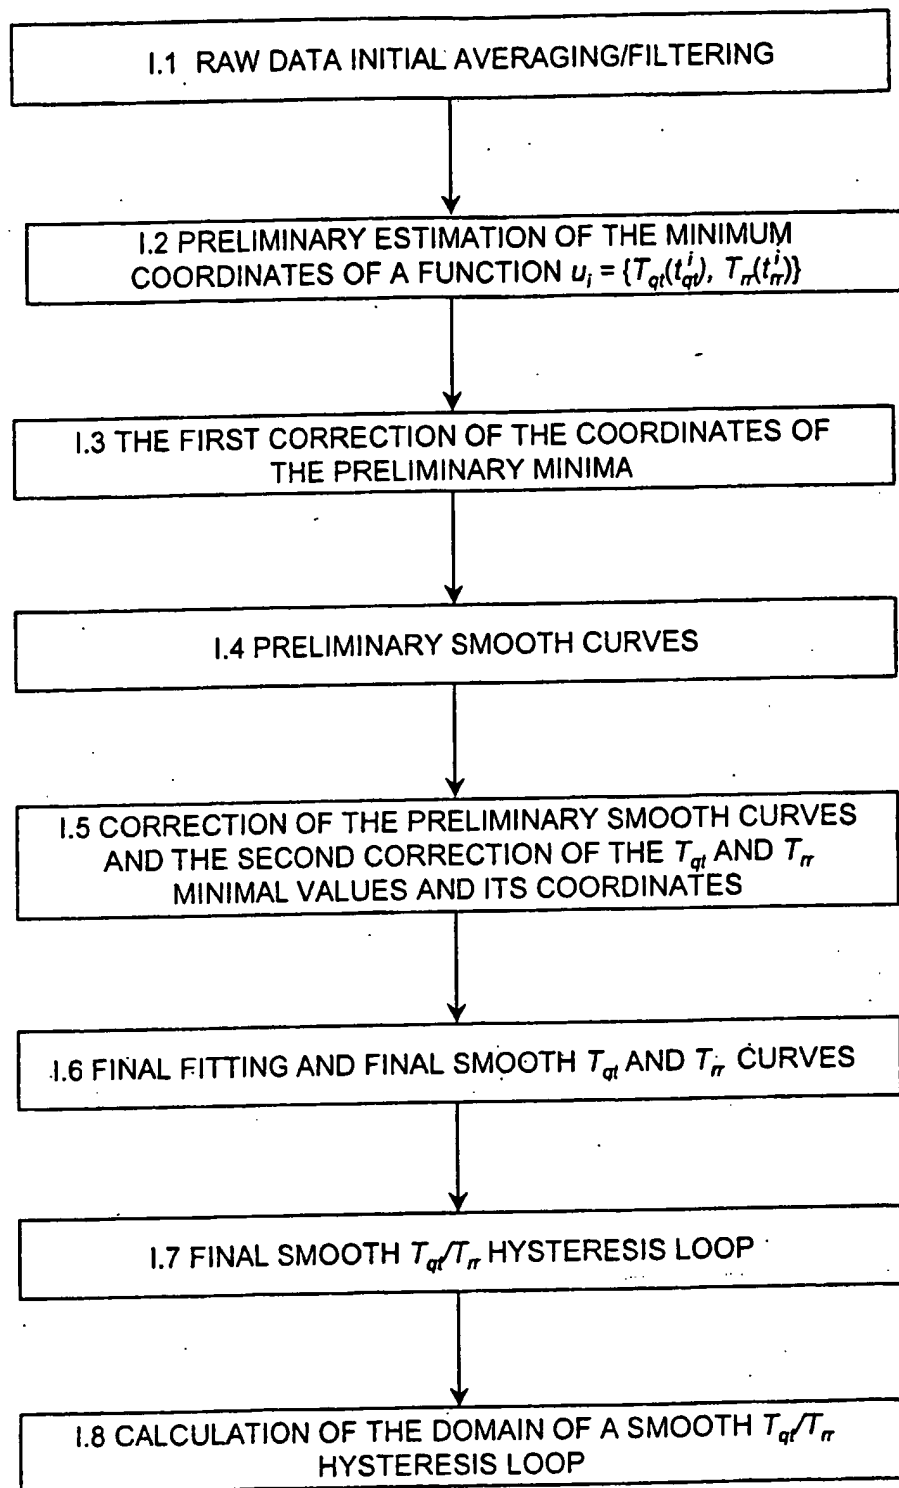 I.1 RAW DATA INITIAL AVERAGING/FILTERING
I.2 PRELIMINARY ESTIMATION OF THE MINIMUM
COORDINATES OF A FUNCTION u_i = {T_qt(t^i_qt), T_rr(t^i_rr)}
I.3 THE FIRST CORRECTION OF THE COORDINATES OF
THE PRELIMINARY MINIMA
I.4 PRELIMINARY SMOOTH CURVES
I.5 CORRECTION OF THE PRELIMINARY SMOOTH CURVES
AND THE SECOND CORRECTION OF THE T_qt AND T_rr
MINIMAL VALUES AND ITS COORDINATES
I.6 FINAL FITTING AND FINAL SMOOTH T_qt AND T_rr CURVES
I.7 FINAL SMOOTH T_qt/T_rr HYSTERESIS LOOP
I.8 CALCULATION OF THE DOMAIN OF A SMOOTH T_qt/T_rr
HYSTERESIS LOOP